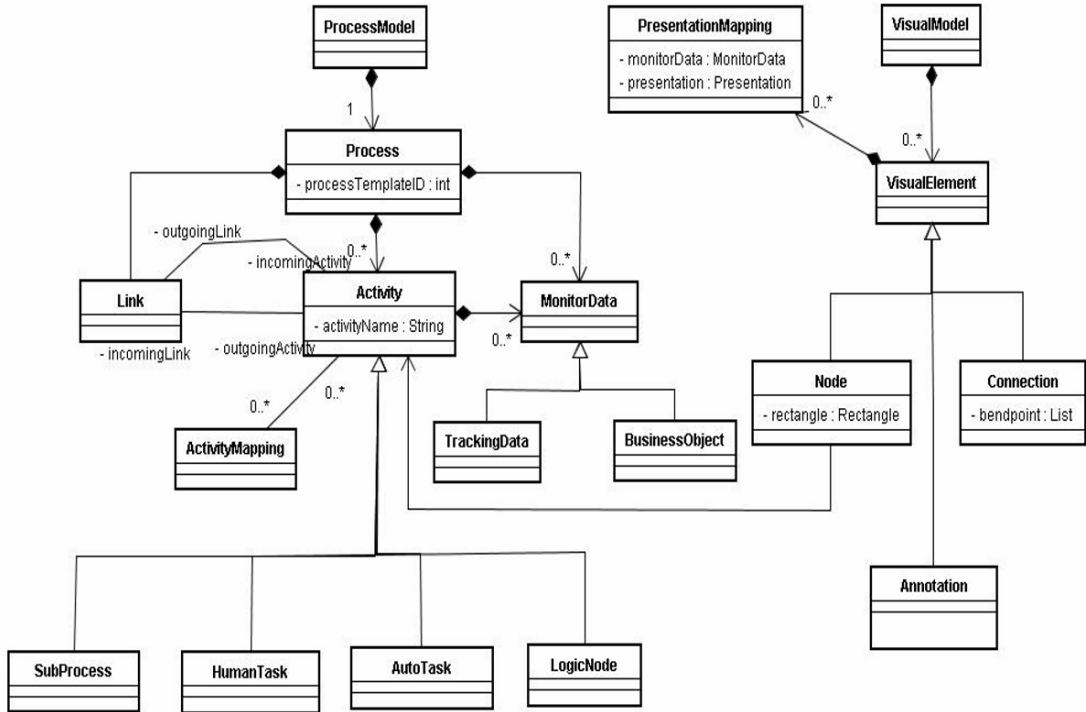 ProcessModel
PresentationMapping
- monitorData : MonitorData
- presentation : Presentation
VisualModel
1
0..*
0..*
Process
- processTemplateID : int
VisualElement
- outgoingLink
0..*
- incomingActivity
0..*
Link
Activity
- activityName : String
MonitorData
0..*
- incomingLink
- outgoingActivity
0..*
0..*
Node
- rectangle : Rectangle
Connection
- bendpoint : List
ActivityMapping
TrackingData
BusinessObject
Annotation
SubProcess
HumanTask
AutoTask
LogicNode